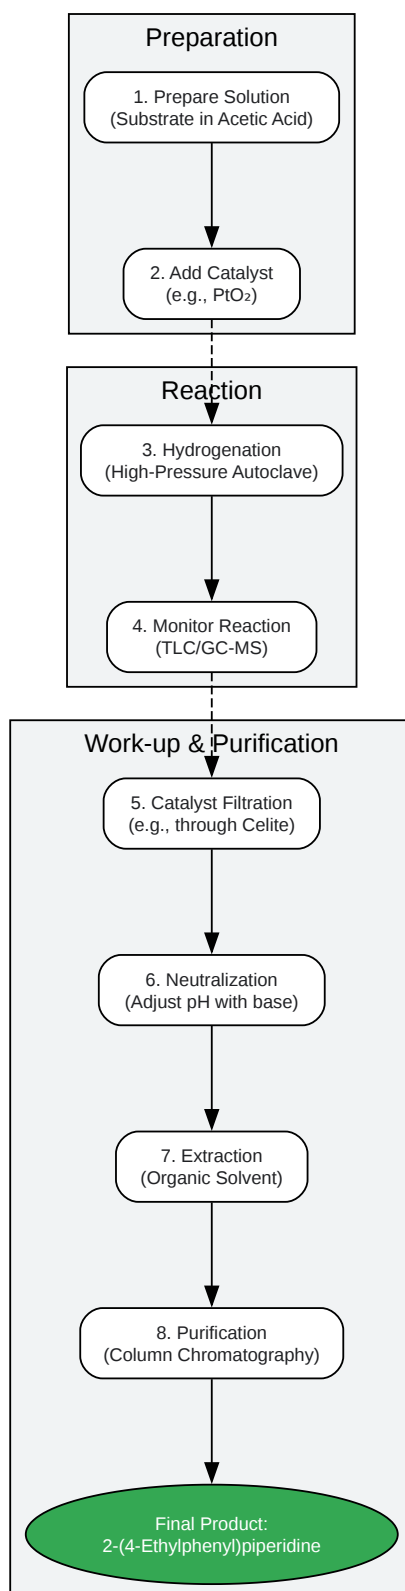 Preparation
1. Prepare Solution
(Substrate in Acetic Acid)
2. Add Catalyst
(e.g., PtO₂)
Reaction
3. Hydrogenation
(High-Pressure Autoclave)
4. Monitor Reaction
(TLC/GC-MS)
Work-up & Purification
5. Catalyst Filtration
(e.g., through Celite)
6. Neutralization
(Adjust pH with base)
7. Extraction
(Organic Solvent)
8. Purification
(Column Chromatography)
Final Product:
2-(4-Ethylphenyl)piperidine